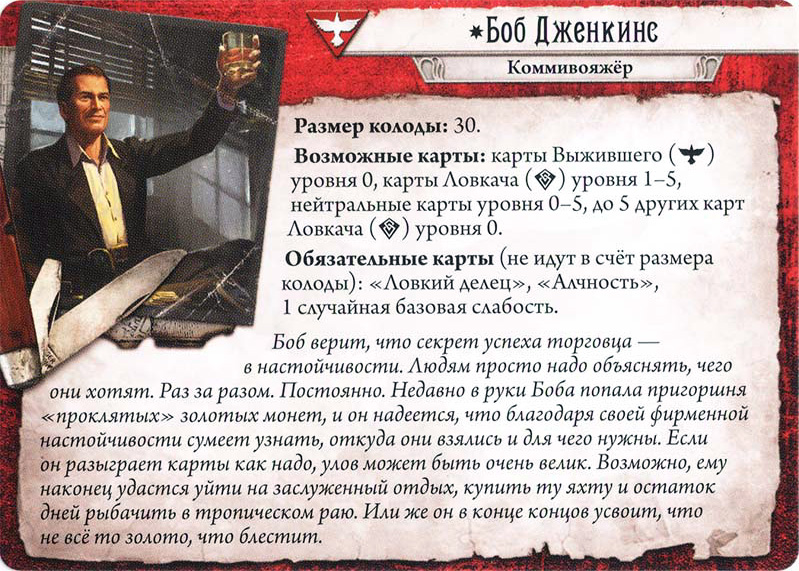 *Боб Дженкинс
Коммивояжёр
Размер колоды: 30.
Возможные карты: карты Выжившего ( )
уровня 0, карты Ловкача ( ) уровня 1–5,
нейтральные карты уровня 0–5, до 5 других карт
Ловкача ( ) уровня 0.
Обязательные карты (не идут в счёт размера
колоды): «Ловкий делец», «Алчность»,
1 случайная базовая слабость.
Боб верит, что секрет успеха торговца —
в настойчивости. Людям просто надо объяснять, чего
они хотят. Раз за разом. Постоянно. Недавно в руки Боба попала пригоршня
«проклятых» золотых монет, и он надеется, что благодаря своей фирменной
настойчивости сумеет узнать, откуда они взялись и для чего нужны. Если
он разыграет карты как надо, улов может быть очень велик. Возможно, ему
наконец удастся уйти на заслуженный отдых, купить ту яхту и остаток
дней рыбачить в тропическом раю. Или же он в конце концов усвоит, что
не всё то золото, что блестит.